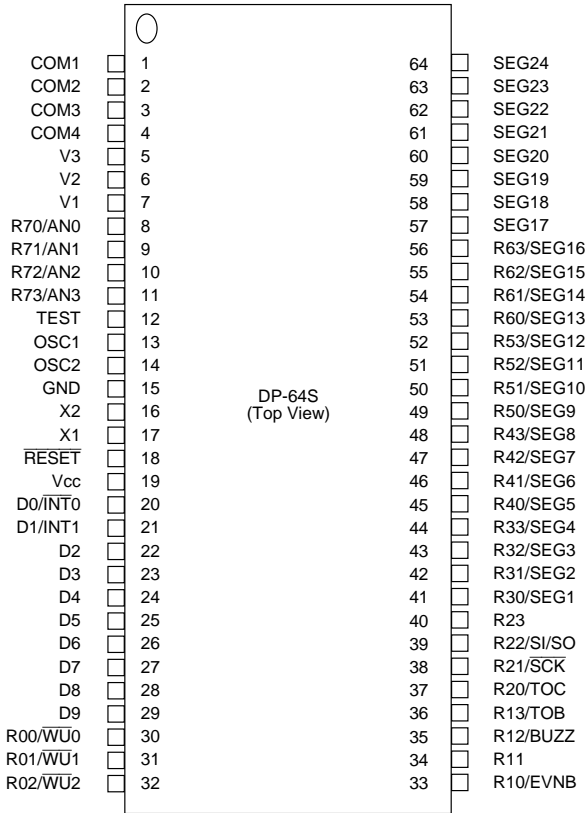 COM1 1 64 SEG24
COM2 2 63 SEG23
COM3 3 62 SEG22
COM4 4 61 SEG21
V3 5 60 SEG20
V2 6 59 SEG19
V1 7 58 SEG18
R70/AN0 8 57 SEG17
R71/AN1 9 56 R63/SEG16
R72/AN2 10 55 R62/SEG15
R73/AN3 11 54 R61/SEG14
TEST 12 53 R60/SEG13
OSC1 13 52 R53/SEG12
OSC2 14 51 R52/SEG11
GND 15 DP-64S 50 R51/SEG10
X2 16 (Top View) 49 R50/SEG9
X1 17 48 R43/SEG8
R̅E̅S̅E̅T̅ 18 47 R42/SEG7
Vcc 19 46 R41/SEG6
D0/I̅N̅T̅0 20 45 R40/SEG5
D1/INT1 21 44 R33/SEG4
D2 22 43 R32/SEG3
D3 23 42 R31/SEG2
D4 24 41 R30/SEG1
D5 25 40 R23
D6 26 39 R22/SI/SO
D7 27 38 R21/S̅C̅K̅
D8 28 37 R20/TOC
D9 29 36 R13/TOB
R00/W̅U̅0 30 35 R12/BUZZ
R01/W̅U̅1 31 34 R11
R02/W̅U̅2 32 33 R10/EVNB